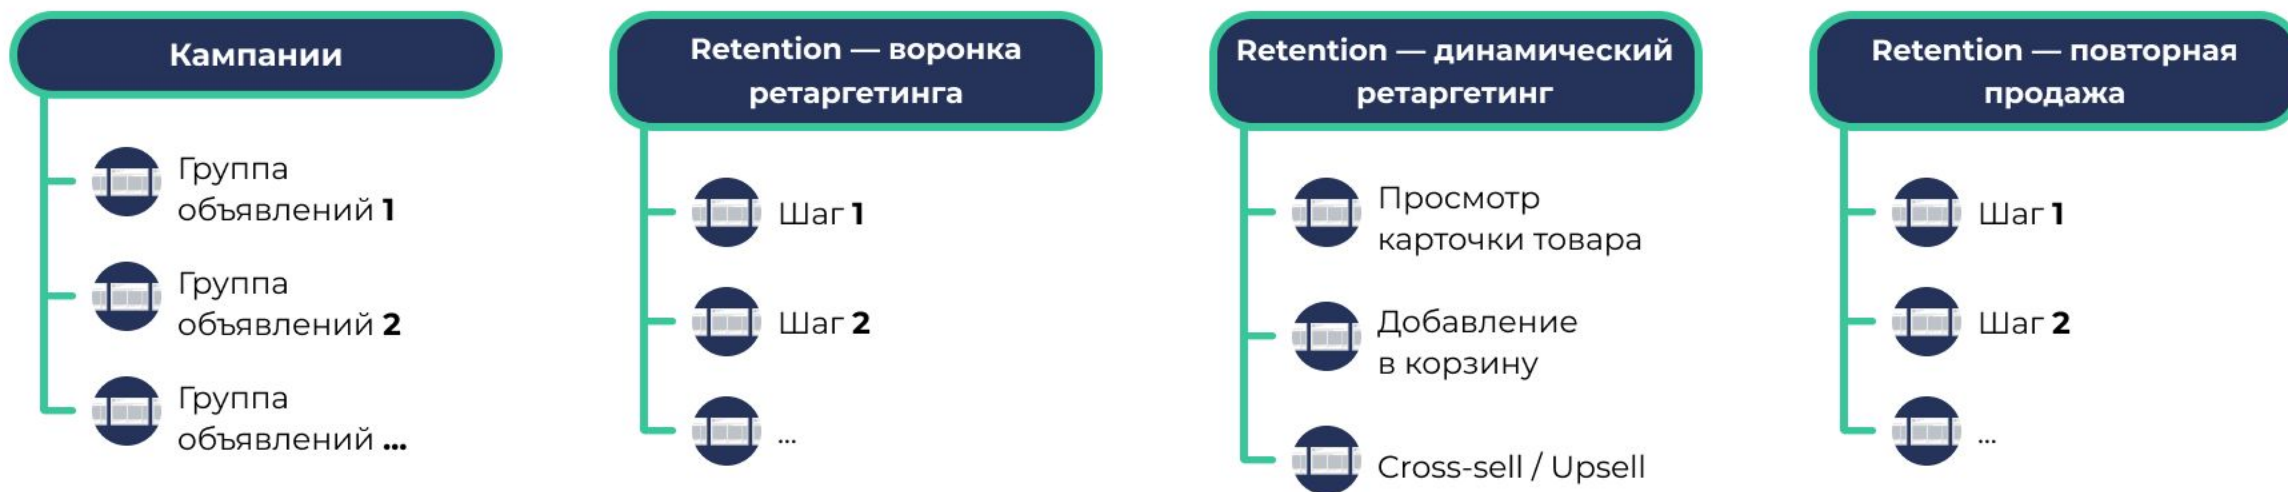 Кампании
Группа
объявлений 1
Группа
объявлений 2
Группа
объявлений ...
Retention — воронка
ретаргетинга
Шаг 1
Шаг 2
...
Retention — динамический
ретаргетинг
Просмотр
карточки товара
Добавление
в корзину
Cross-sell / Upsell
Retention — повторная
продажа
Шаг 1
Шаг 2
...